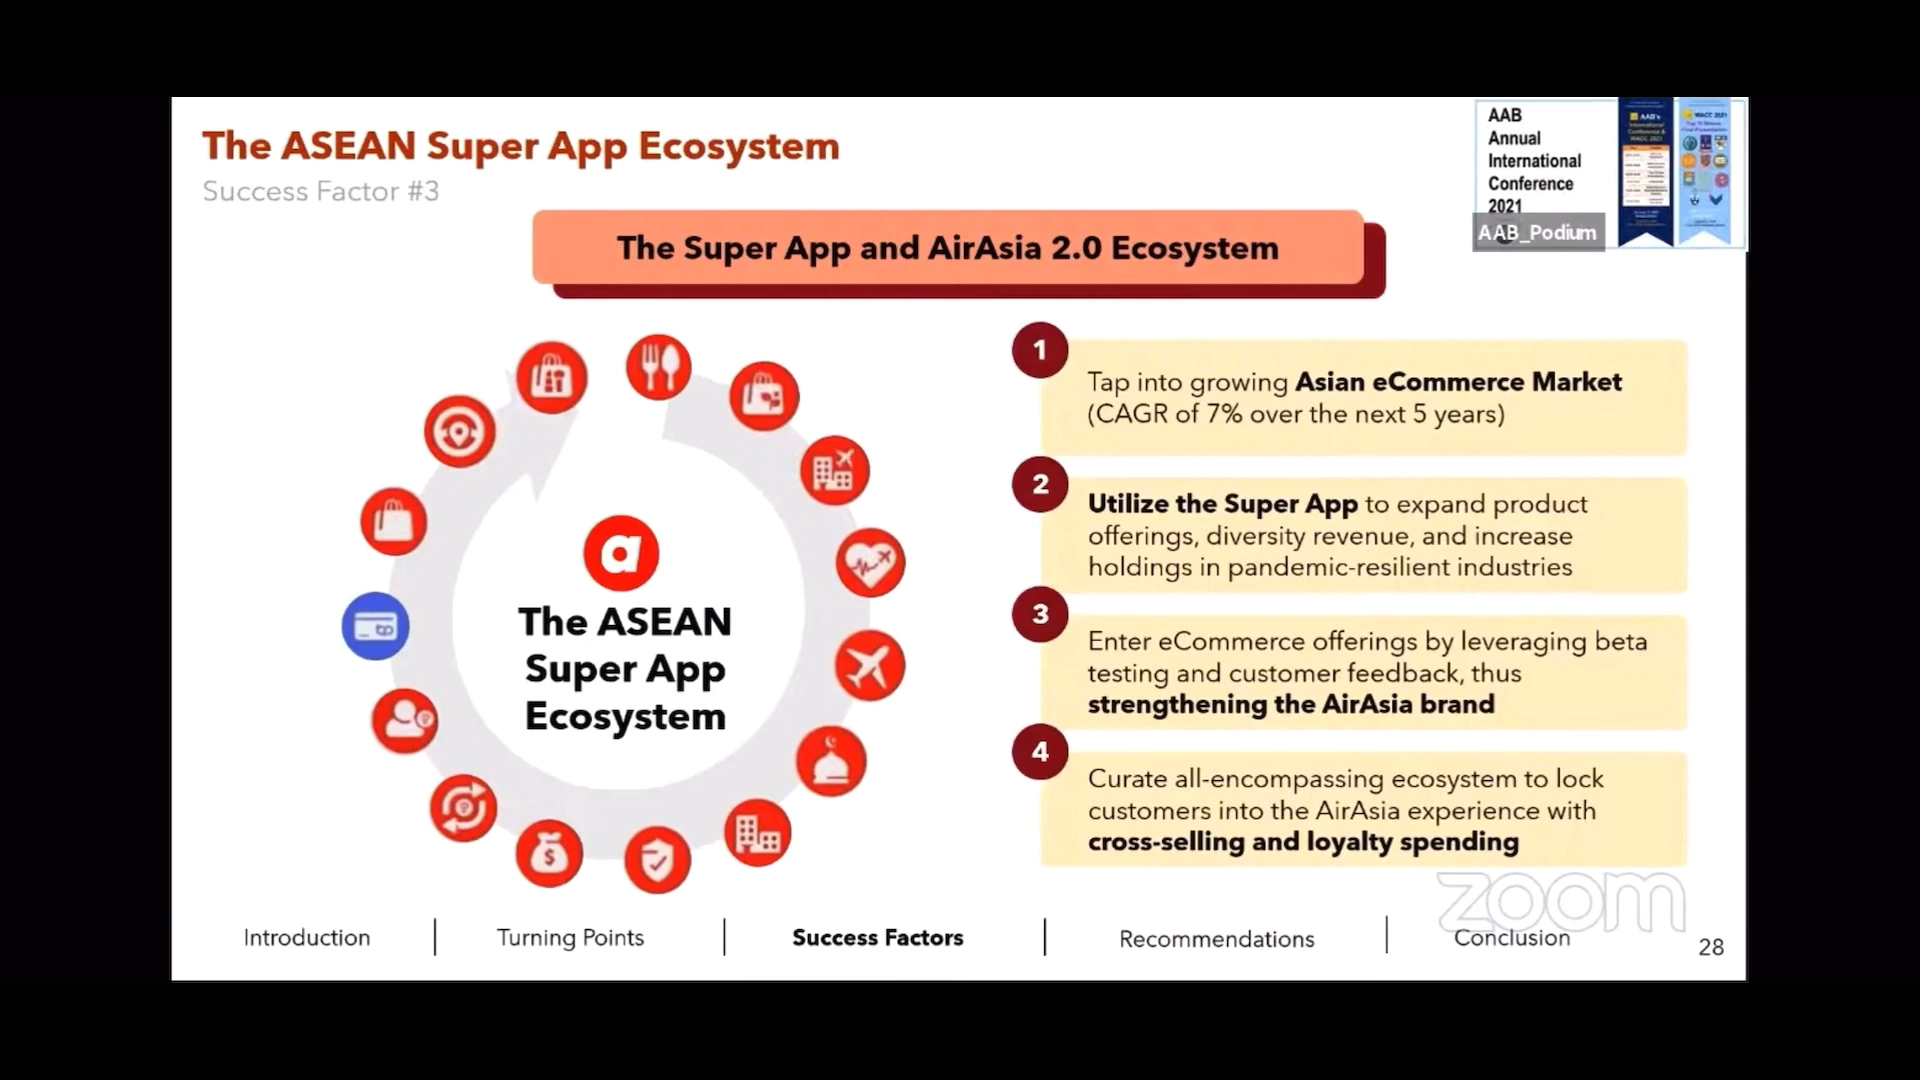 The ASEAN Super App Ecosystem
Success Factor #3
AAB
Annual
International
Conference
2021
AAB_Podium
WACC 2021
The Super App and AirAsia 2.0 Ecosystem
a
The ASEAN
Super App
Ecosystem
1
Tap into growing Asian eCommerce Market
(CAGR of 7% over the next 5 years)
2
Utilize the Super App to expand product
offerings, diversity revenue, and increase
holdings in pandemic-resilient industries
3
Enter eCommerce offerings by leveraging beta
testing and customer feedback, thus
strengthening the AirAsia brand
4
Curate all-encompassing ecosystem to lock
customers into the AirAsia experience with
cross-selling and loyalty spending
zoom
Introduction
Turning Points
Success Factors
Recommendations
Conclusion
28